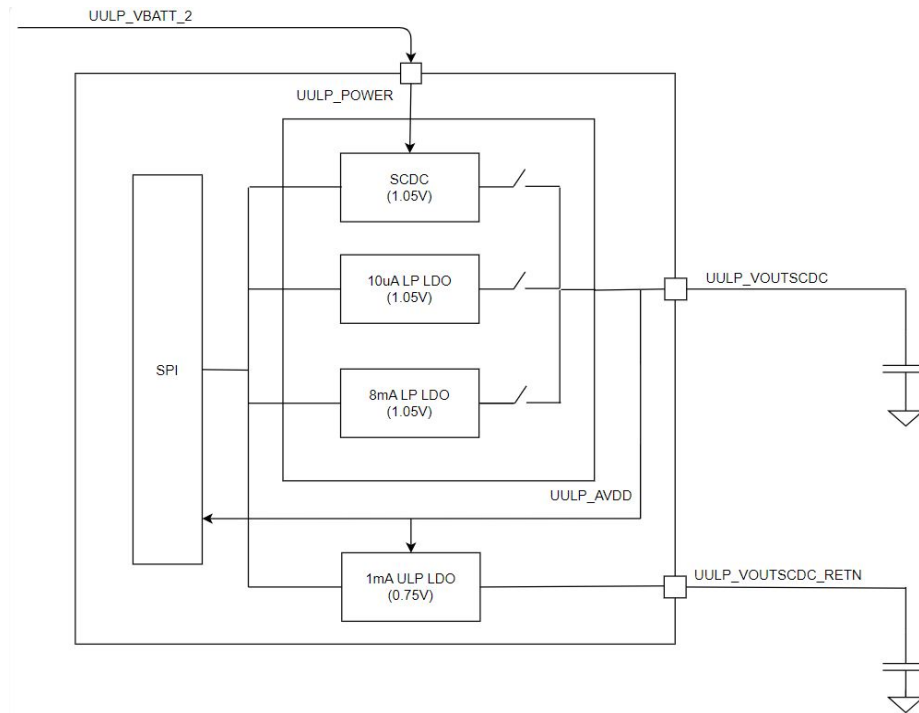 UULP_VBATT_2
UULP_POWER
SCDC
(1.05V)
10uA LP LDO
(1.05V)
UULP_VOUTSCDC
SPI
8mA LP LDO
(1.05V)
UULP_AVDD
1mA ULP LDO
(0.75V)
UULP_VOUTSCDC_RETN